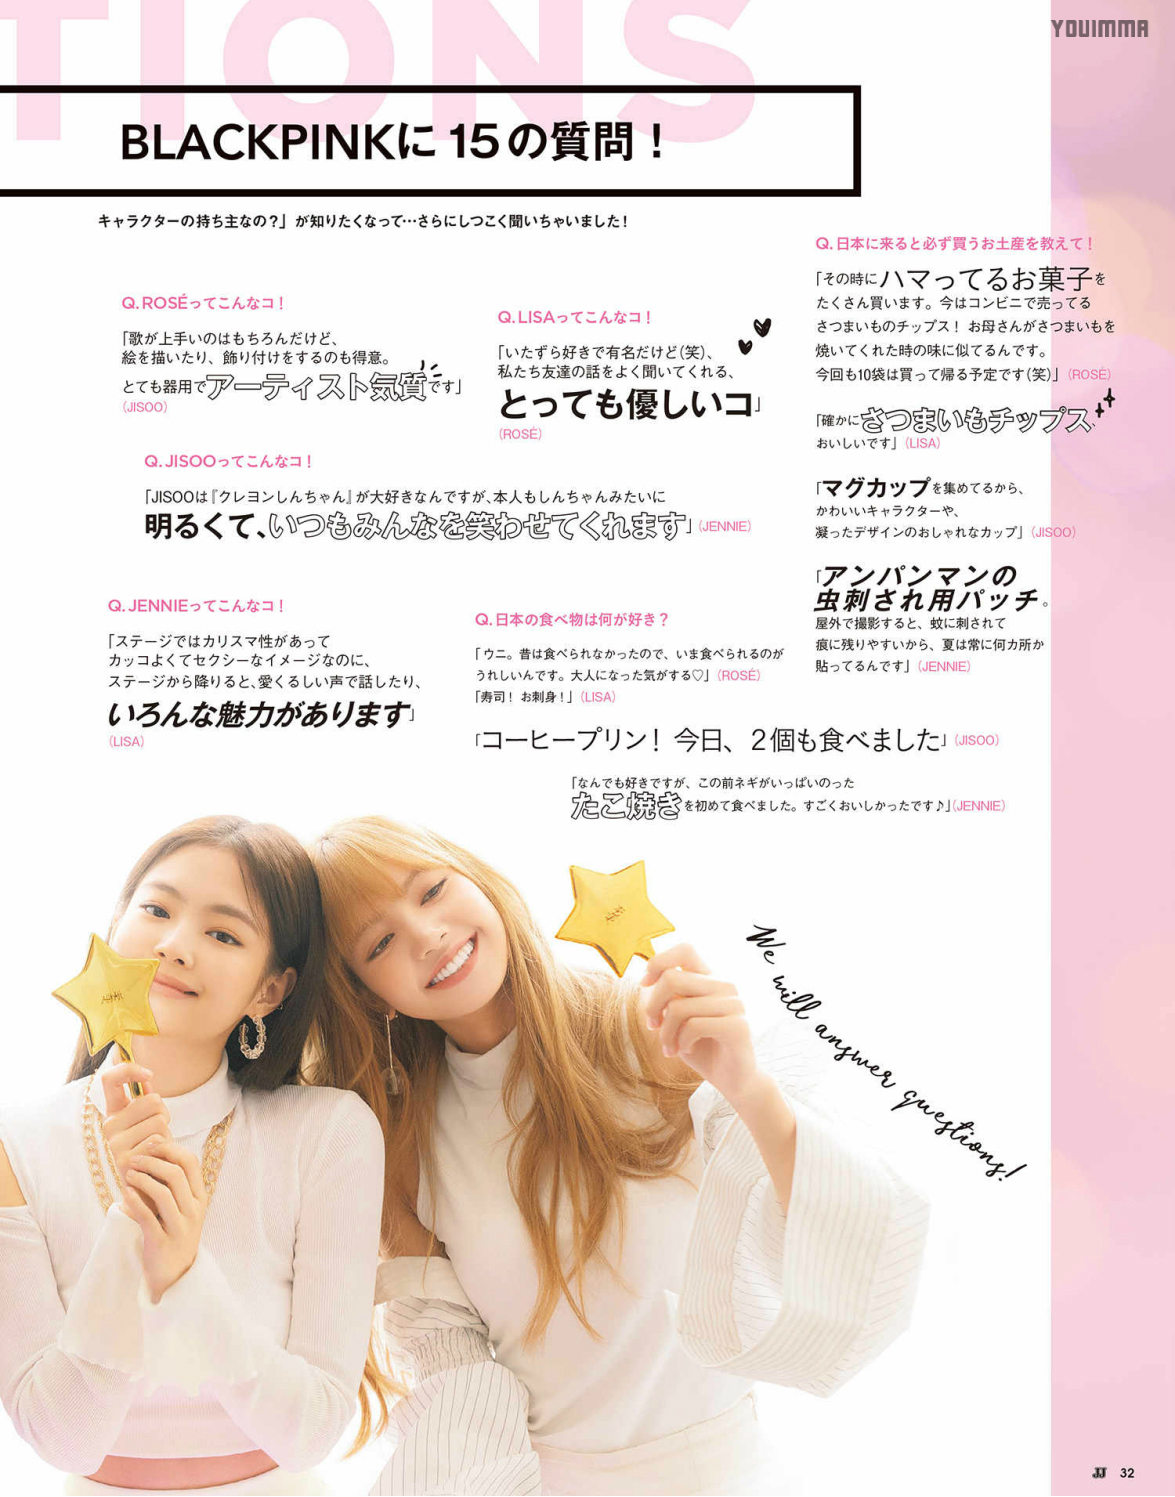 TIONS
YOUIMMA
BLACKPINKに15の質問！
キャラクターの持ち主なの？」が知りたくなって…さらにしつこく聞いちゃいました！
Q.ROSÉってこんなコ！
「歌が上手いのはもちろんだけど、
絵を描いたり、飾り付けをするのも得意。
とても器用でアーティスト気質です」
（JISOO）
Q.LISAってこんなコ！
「いたずら好きで有名だけど（笑）、
私たち友達の話をよく聞いてくれる、
とっても優しいコ」
（ROSÉ）
Q.JISOOってこんなコ！
「JISOOは『クレヨンしんちゃん』が大好きなんですが、本人もしんちゃんみたいに
明るくて、いつもみんなを笑わせてくれます」（JENNIE）
Q.JENNIEってこんなコ！
「ステージではカリスマ性があって
カッコよくてセクシーなイメージなのに、
ステージから降りると、愛くるしい声で話したり、
いろんな魅力があります」
（LISA）
Q.日本の食べ物は何が好き？
「ウニ。昔は食べられなかったので、いま食べられるのが
うれしいんです。大人になった気がする♡」（ROSÉ）
「寿司！ お刺身！」（LISA）
「コーヒープリン！ 今日、2個も食べました」（JISOO）
「なんでも好きですが、この前ネギがいっぱいのった
たこ焼きを初めて食べました。すごくおいしかったです♪」（JENNIE）
Q.日本に来ると必ず買うお土産を教えて！
「その時にハマってるお菓子を
たくさん買います。今はコンビニで売ってる
さつまいものチップス！ お母さんがさつまいもを
焼いてくれた時の味に似てるんです。
今回も10袋は買って帰る予定です（笑）」（ROSÉ）
「確かにさつまいもチップス、
おいしいです」（LISA）
「マグカップを集めてるから、
かわいいキャラクターや、
凝ったデザインのおしゃれなカップ」（JISOO）
「アンパンマンの
虫刺され用パッチ。
屋外で撮影すると、蚊に刺されて
痕に残りやすいから、夏は常に何カ所か
貼ってるんです」（JENNIE）
We will answer questions!
JJ 32